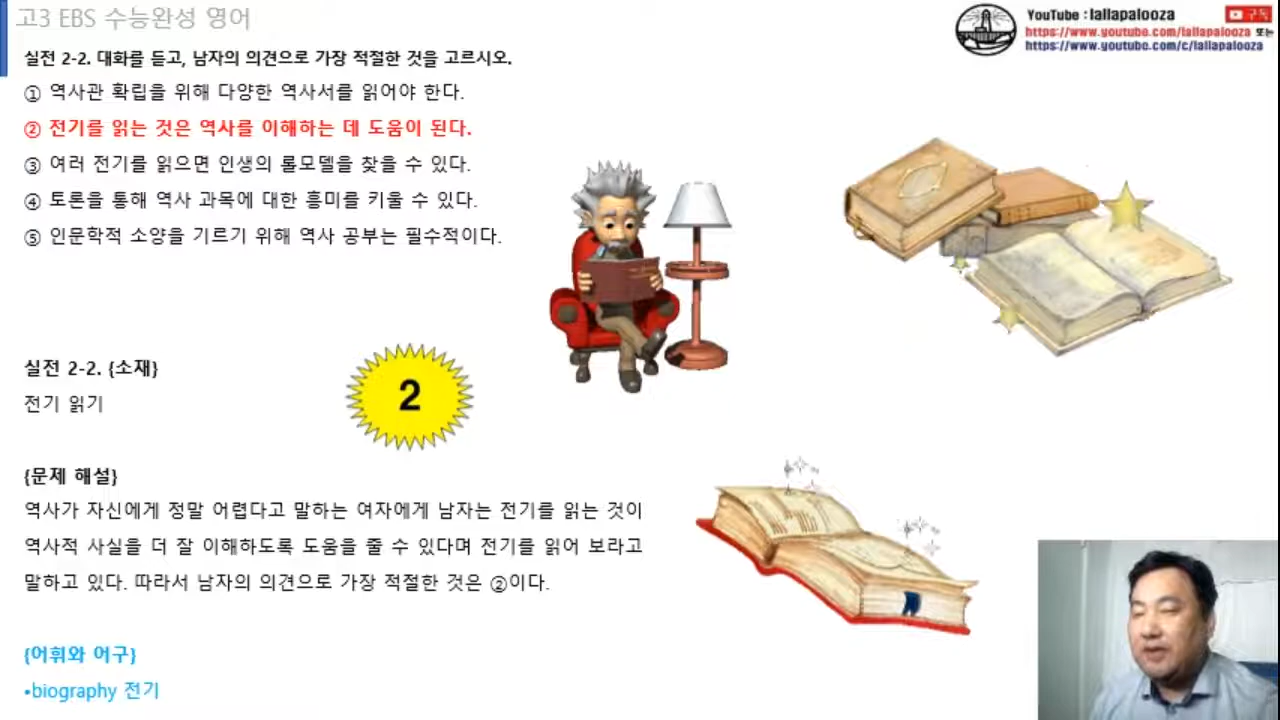 고3 EBS 수능완성 영어
YouTube : lallapalooza
구독
https://www.youtube.com/lallapalooza 또는
https://www.youtube.com/c/lallapalooza
실전 2-2. 대화를 듣고, 남자의 의견으로 가장 적절한 것을 고르시오.
① 역사관 확립을 위해 다양한 역사서를 읽어야 한다.
② 전기를 읽는 것은 역사를 이해하는 데 도움이 된다.
③ 여러 전기를 읽으면 인생의 롤모델을 찾을 수 있다.
④ 토론을 통해 역사 과목에 대한 흥미를 키울 수 있다.
⑤ 인문학적 소양을 기르기 위해 역사 공부는 필수적이다.
실전 2-2. {소재}
전기 읽기
2
{문제 해설}
역사가 자신에게 정말 어렵다고 말하는 여자에게 남자는 전기를 읽는 것이
역사적 사실을 더 잘 이해하도록 도움을 줄 수 있다며 전기를 읽어 보라고
말하고 있다. 따라서 남자의 의견으로 가장 적절한 것은 ②이다.
{어휘와 어구}
•biography 전기